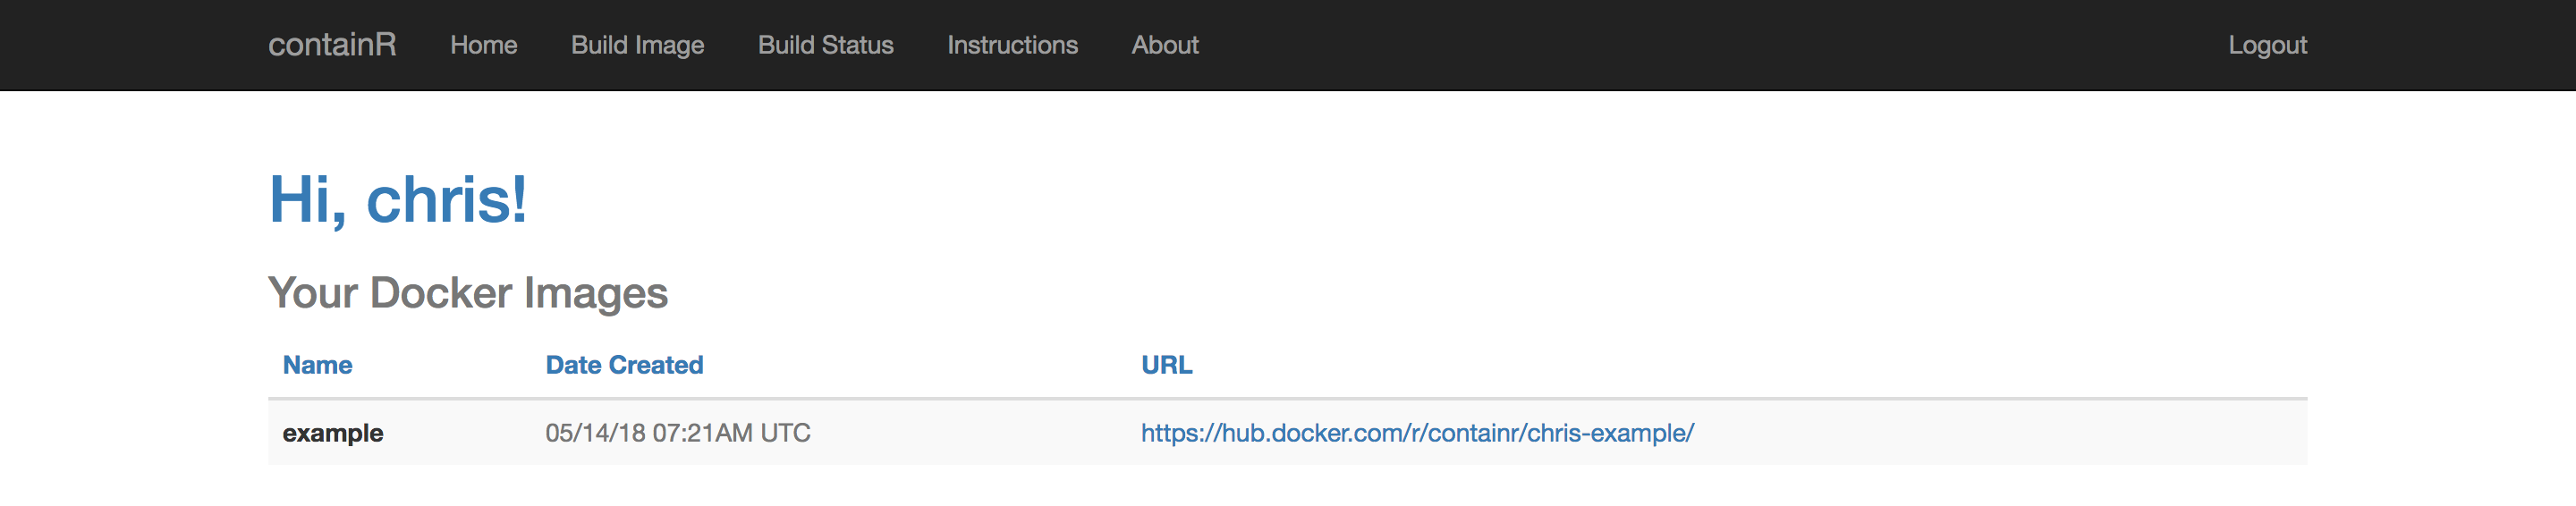 containR Home Build Image Build Status Instructions About Logout
Hi, chris!
Your Docker Images
Name Date Created URL
example 05/14/18 07:21AM UTC https://hub.docker.com/r/containr/chris-example/